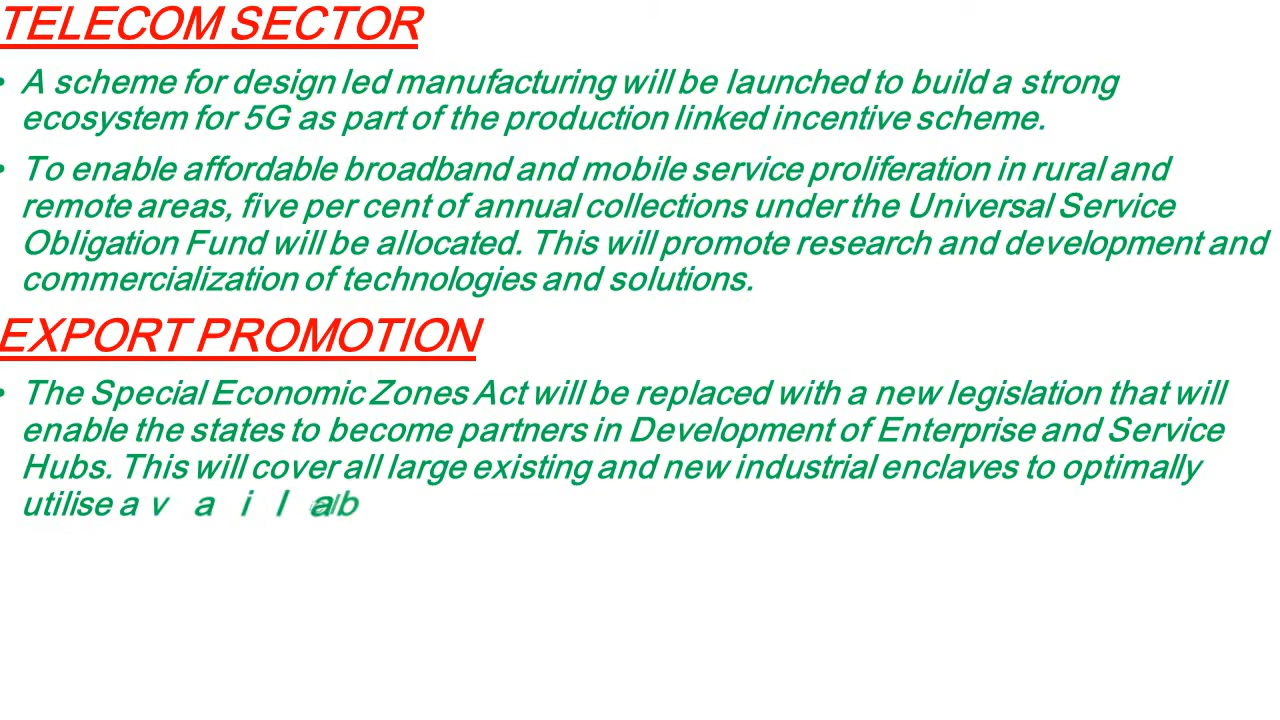 TELECOM SECTOR
• A scheme for design led manufacturing will be launched to build a strong
ecosystem for 5G as part of the production linked incentive scheme.
• To enable affordable broadband and mobile service proliferation in rural and
remote areas, five per cent of annual collections under the Universal Service
Obligation Fund will be allocated. This will promote research and development and
commercialization of technologies and solutions.
EXPORT PROMOTION
• The Special Economic Zones Act will be replaced with a new legislation that will
enable the states to become partners in Development of Enterprise and Service
Hubs. This will cover all large existing and new industrial enclaves to optimally
utilise